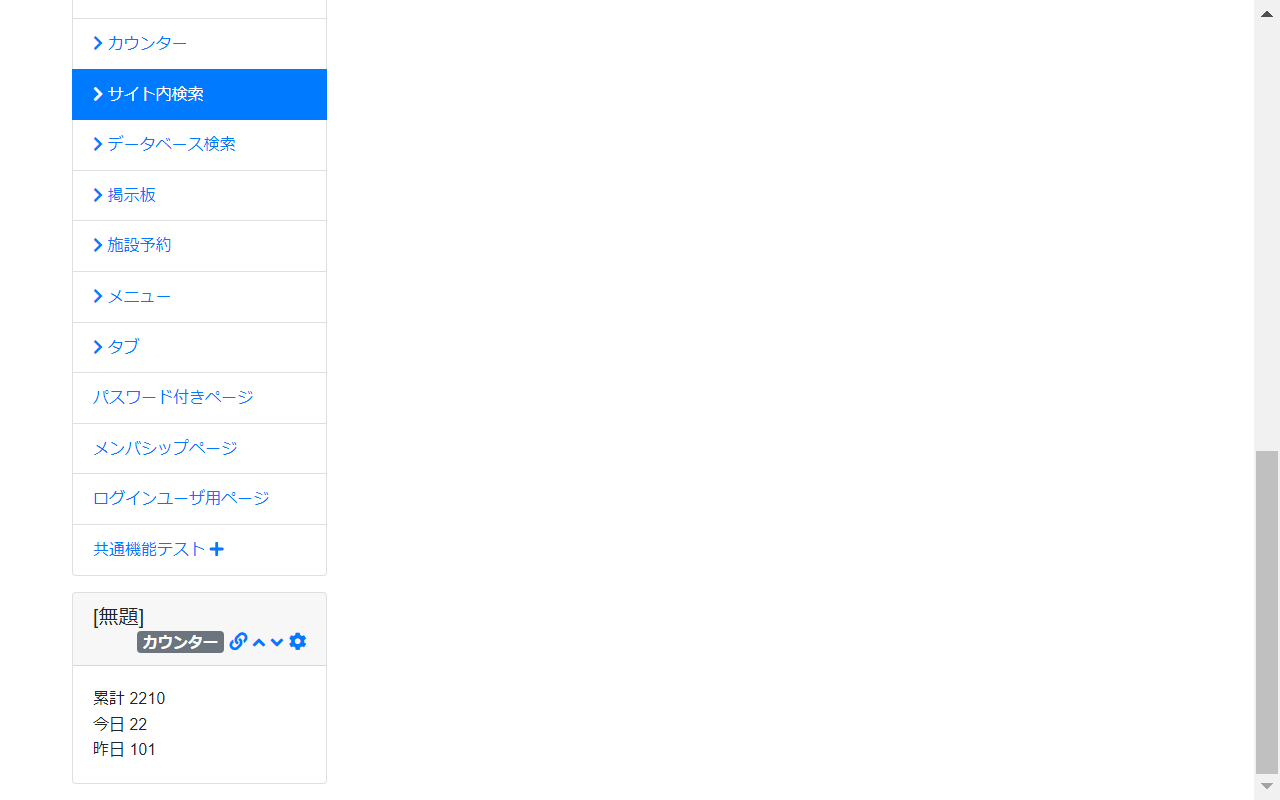 カウンター
サイト内検索
データベース検索
掲示板
施設予約
メニュー
タブ
パスワード付きページ
メンバシップページ
ログインユーザ用ページ
共通機能テスト
[無題]
カウンター
累計 2210
今日 22
昨日 101